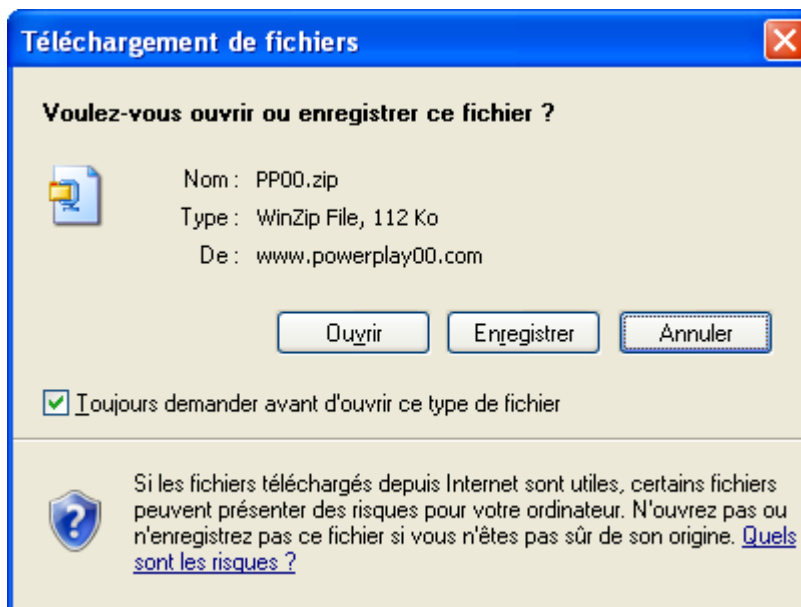 Téléchargement de fichiers
Voulez-vous ouvrir ou enregistrer ce fichier ?
Nom : PP00.zip
Type : WinZip File, 112 Ko
De : www.powerplay00.com
Ouvrir Enregistrer Annuler
Toujours demander avant d'ouvrir ce type de fichier
Si les fichiers téléchargés depuis Internet sont utiles, certains fichiers
peuvent présenter des risques pour votre ordinateur. N'ouvrez pas ou
n'enregistrez pas ce fichier si vous n'êtes pas sûr de son origine. Quels
sont les risques ?